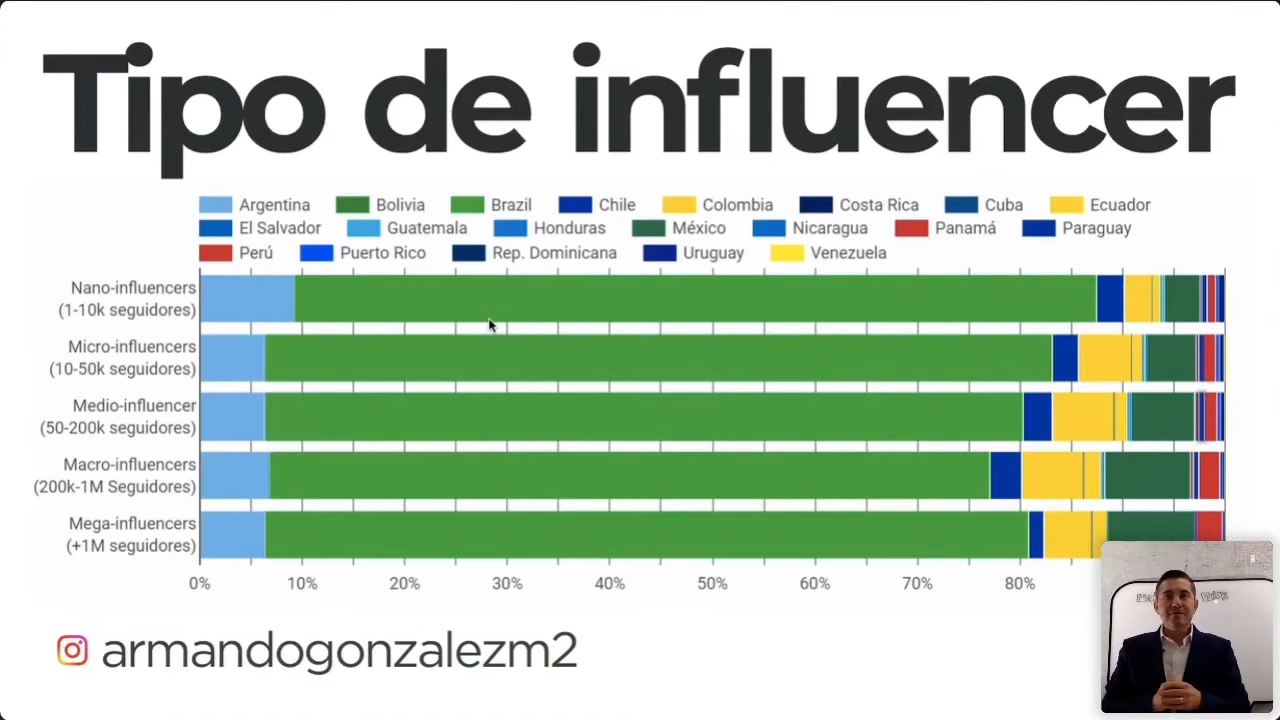 Tipo de influencer
Argentina Bolivia Brazil Chile Colombia Costa Rica Cuba Ecuador
El Salvador Guatemala Honduras México Nicaragua Panamá Paraguay
Perú Puerto Rico Rep. Dominicana Uruguay Venezuela
Nano-influencers
(1-10k seguidores)
Micro-influencers
(10-50k seguidores)
Medio-influencer
(50-200k seguidores)
Macro-influencers
(200k-1M Seguidores)
Mega-influencers
(+1M seguidores)
0% 10% 20% 30% 40% 50% 60% 70% 80%
armandogonzalezm2